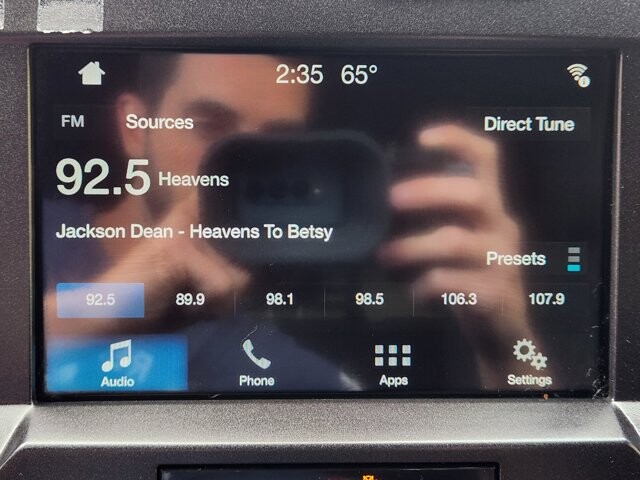 2:35 65°
FM Sources Direct Tune
92.5 Heavens
Jackson Dean - Heavens To Betsy
Presets
92.5 89.9 98.1 98.5 106.3 107.9
Audio Phone Apps Settings